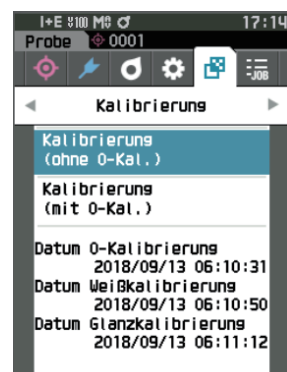 I+E 100 M0 17:14
Probe 0001
JOB
Kalibrierung
Kalibrierung
(ohne 0-Kal.)
Kalibrierung
(mit 0-Kal.)
Datum 0-Kalibrierung
2018/09/13 06:10:31
Datum Weißkalibrierung
2018/09/13 06:10:50
Datum Glanzkalibrierung
2018/09/13 06:11:12